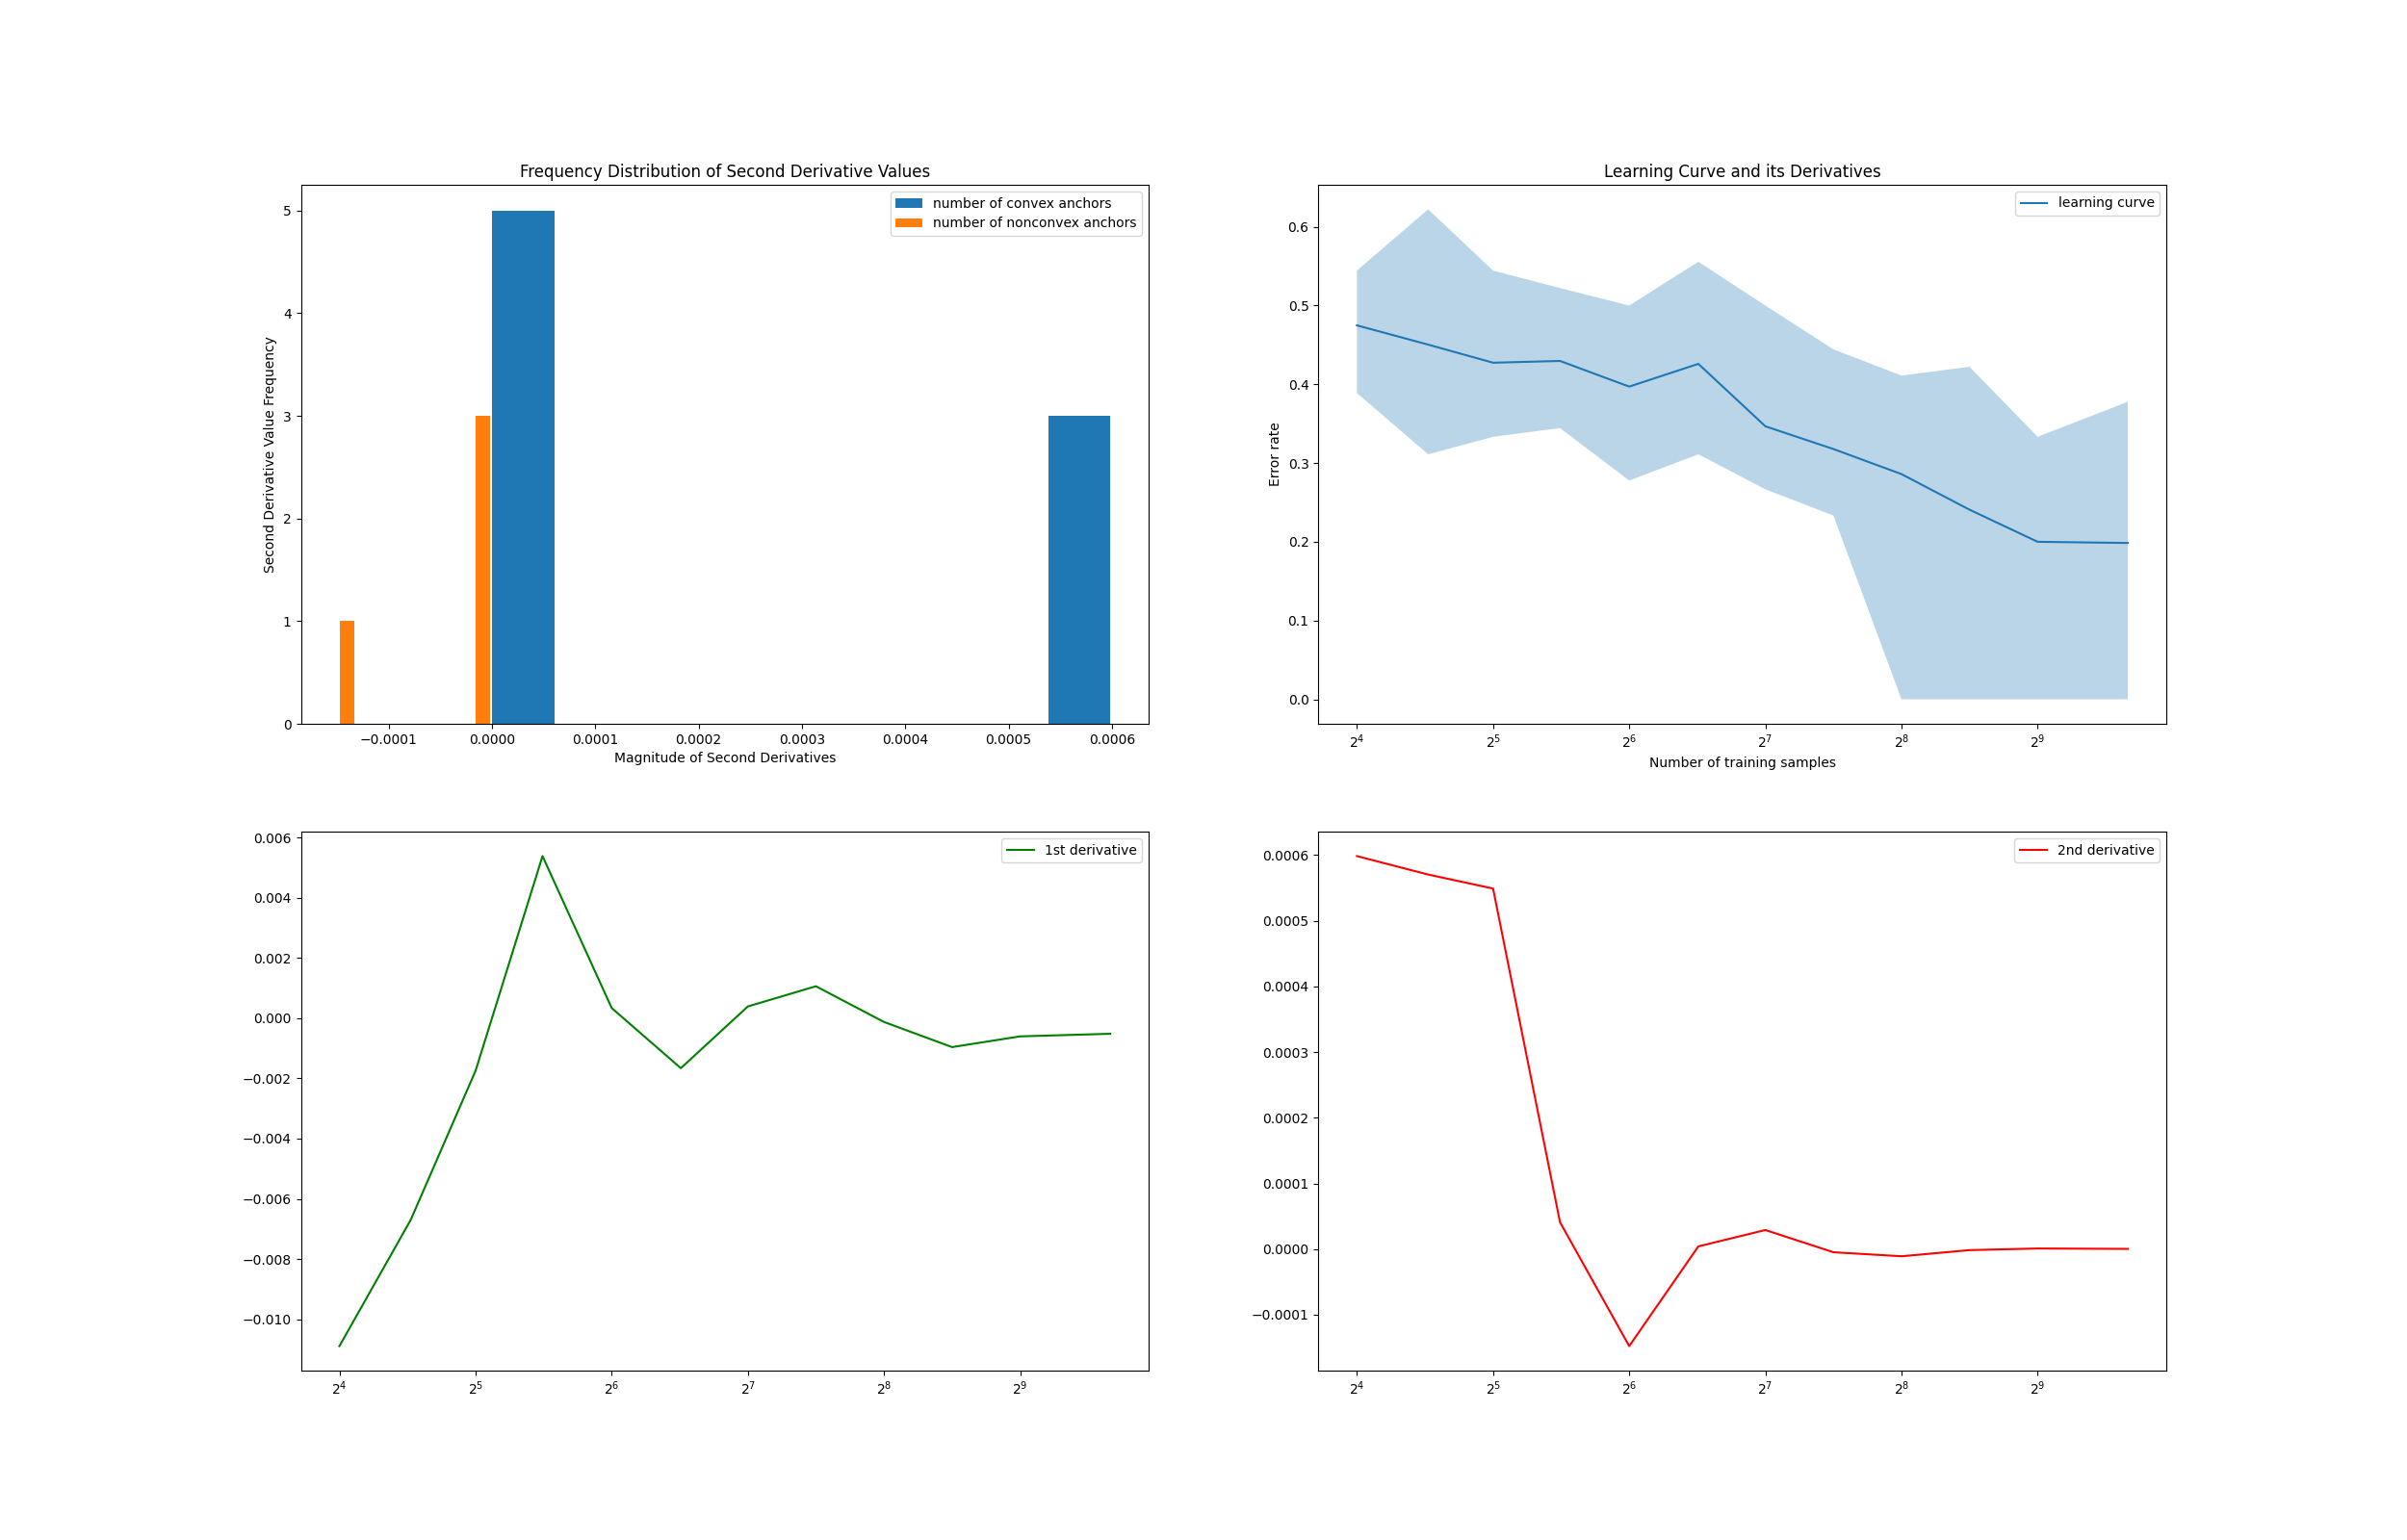 Frequency Distribution of Second Derivative Values
number of convex anchors
number of nonconvex anchors
Second Derivative Value Frequency
5
4
3
2
1
0
−0.0001 0.0000 0.0001 0.0002 0.0003 0.0004 0.0005 0.0006
Magnitude of Second Derivatives
Learning Curve and its Derivatives
learning curve
Error rate
0.6
0.5
0.4
0.3
0.2
0.1
0.0
2⁴ 2⁵ 2⁶ 2⁷ 2⁸ 2⁹
Number of training samples
1st derivative
0.006
0.004
0.002
0.000
−0.002
−0.004
−0.006
−0.008
−0.010
2⁴ 2⁵ 2⁶ 2⁷ 2⁸ 2⁹
2nd derivative
0.0006
0.0005
0.0004
0.0003
0.0002
0.0001
0.0000
−0.0001
2⁴ 2⁵ 2⁶ 2⁷ 2⁸ 2⁹